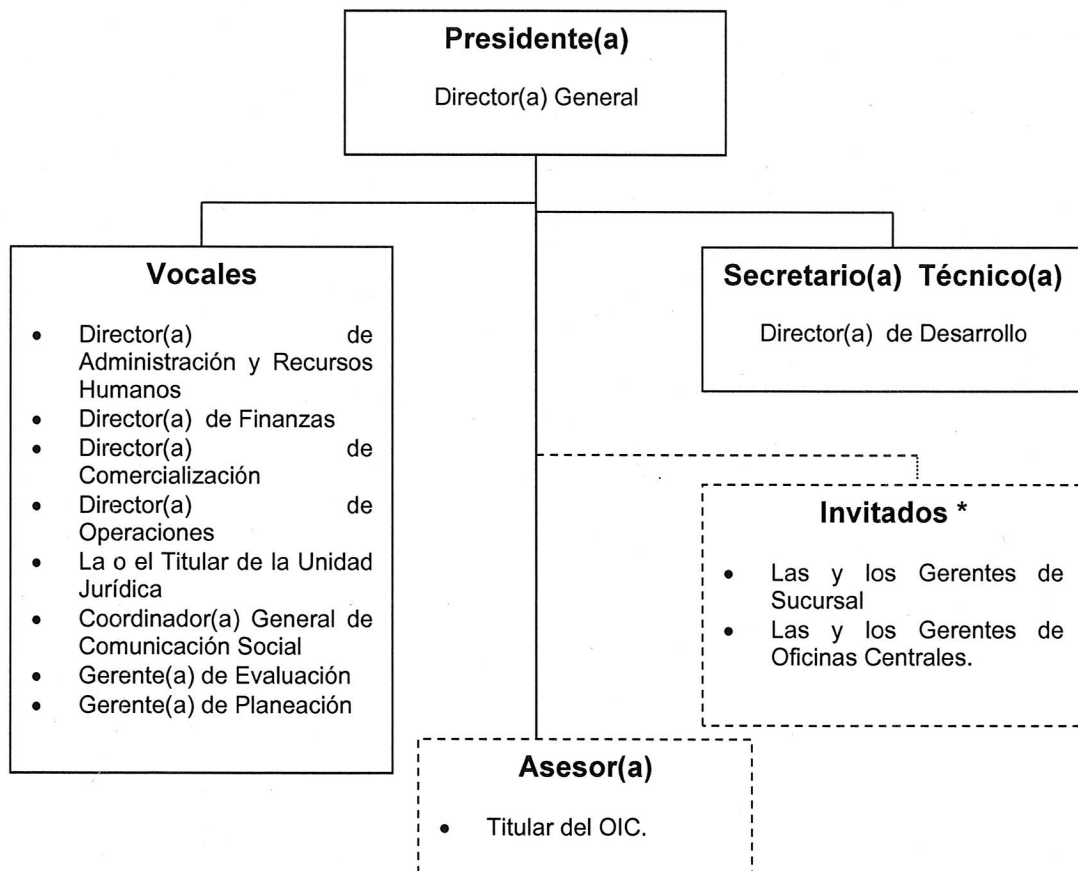 Presidente(a)
Director(a) General
Vocales
• Director(a) de
Administración y Recursos
Humanos
• Director(a) de Finanzas
• Director(a) de
Comercialización
• Director(a) de
Operaciones
• La o el Titular de la Unidad
Jurídica
• Coordinador(a) General de
Comunicación Social
• Gerente(a) de Evaluación
• Gerente(a) de Planeación
Secretario(a) Técnico(a)
Director(a) de Desarrollo
Invitados *
• Las y los Gerentes de
Sucursal
• Las y los Gerentes de
Oficinas Centrales.
Asesor(a)
• Titular del OIC.